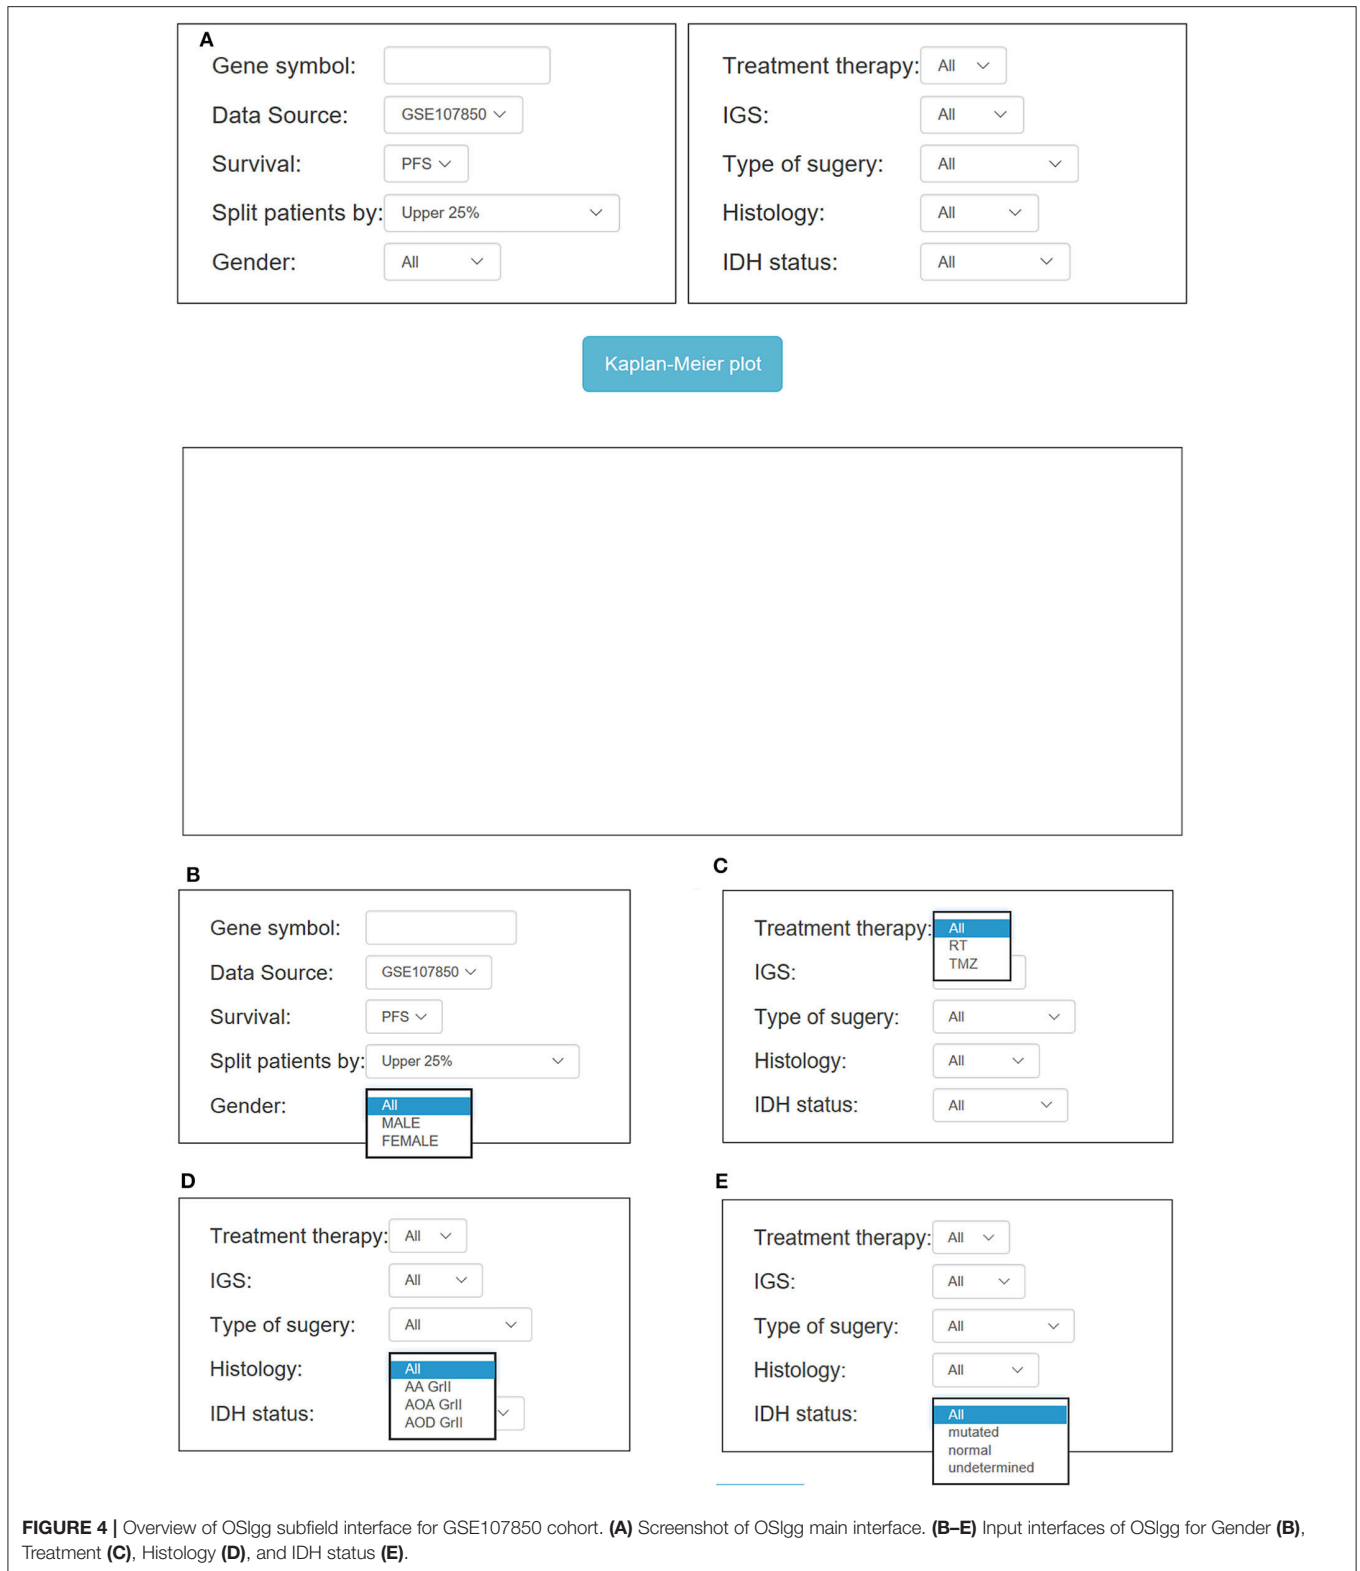 A
Gene symbol:
Data Source: GSE107850
Survival: PFS
Split patients by: Upper 25%
Gender: All
Treatment therapy: All
IGS: All
Type of sugery: All
Histology: All
IDH status: All
Kaplan-Meier plot
B
Gene symbol:
Data Source: GSE107850
Survival: PFS
Split patients by: Upper 25%
Gender: All
MALE
FEMALE
C
Treatment therapy: All
RT
TMZ
IGS:
Type of sugery: All
Histology: All
IDH status: All
D
Treatment therapy: All
IGS: All
Type of sugery: All
Histology: All
AA GrII
AOA GrII
AOD GrII
IDH status:
E
Treatment therapy: All
IGS: All
Type of sugery: All
Histology: All
IDH status: All
mutated
normal
undetermined
FIGURE 4 | Overview of OSlgg subfield interface for GSE107850 cohort. (A) Screenshot of OSlgg main interface. (B–E) Input interfaces of OSlgg for Gender (B),
Treatment (C), Histology (D), and IDH status (E).